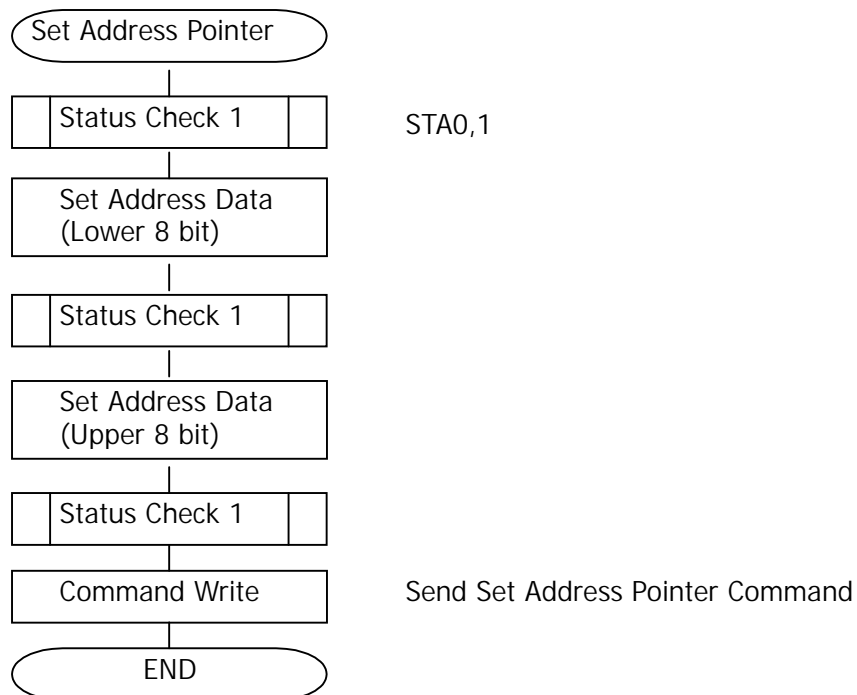 Set Address Pointer
Status Check 1
STA0,1
Set Address Data
(Lower 8 bit)
Status Check 1
Set Address Data
(Upper 8 bit)
Status Check 1
Command Write
Send Set Address Pointer Command
END